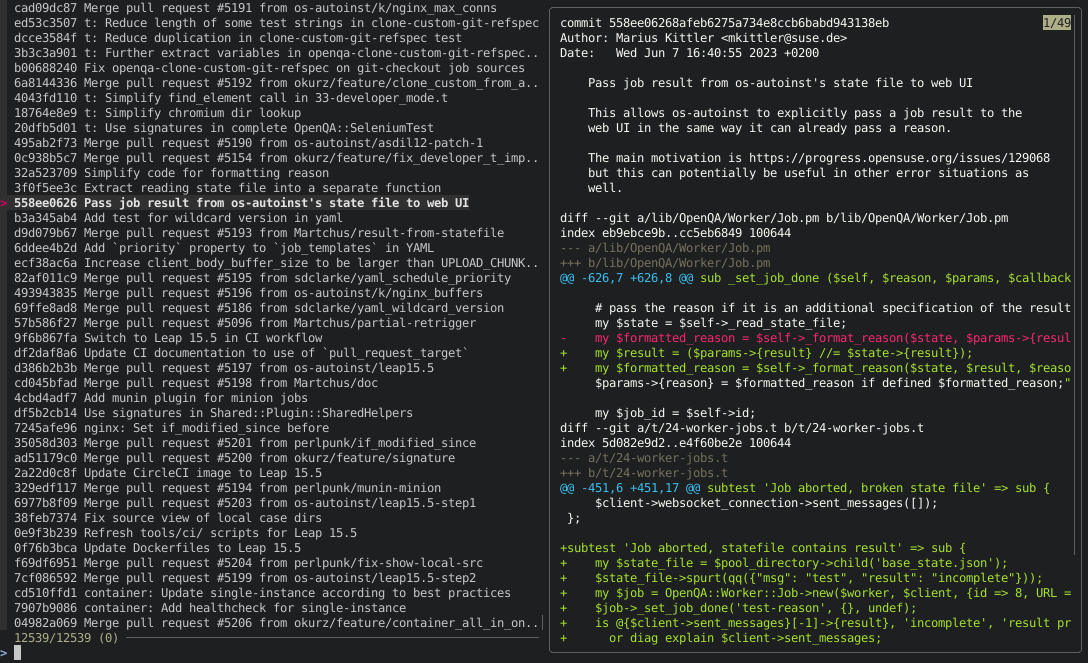 cad09dc87 Merge pull request #5191 from os-autoinst/k/nginx_max_conns
ed53c3507 t: Reduce length of some test strings in clone-custom-git-refspec
dcce3584f t: Reduce duplication in clone-custom-git-refspec test
3b3c3a901 t: Further extract variables in openqa-clone-custom-git-refspec..
b00688240 Fix openqa-clone-custom-git-refspec on git-checkout job sources
6a8144336 Merge pull request #5192 from okurz/feature/clone_custom_from_a..
4043fd110 t: Simplify find_element call in 33-developer_mode.t
18764e8e9 t: Simplify chromium dir lookup
20dfb5d01 t: Use signatures in complete OpenQA::SeleniumTest
495ab2f73 Merge pull request #5190 from os-autoinst/asdil12-patch-1
0c938b5c7 Merge pull request #5154 from okurz/feature/fix_developer_t_imp..
32a523709 Simplify code for formatting reason
3f0f5ee3c Extract reading state file into a separate function
> 558ee0626 Pass job result from os-autoinst's state file to web UI
b3a345ab4 Add test for wildcard version in yaml
d9d079b67 Merge pull request #5193 from Martchus/result-from-statefile
6ddee4b2d Add `priority` property to `job_templates` in YAML
ecf38ac6a Increase client_body_buffer_size to be larger than UPLOAD_CHUNK..
82af011c9 Merge pull request #5195 from sdclarke/yaml_schedule_priority
493943835 Merge pull request #5196 from os-autoinst/k/nginx_buffers
69ffe8ad8 Merge pull request #5186 from sdclarke/yaml_wildcard_version
57b586f27 Merge pull request #5096 from Martchus/partial-retrigger
9f6b867fa Switch to Leap 15.5 in CI workflow
df2daf8a6 Update CI documentation to use of `pull_request_target`
d386b2b3b Merge pull request #5197 from os-autoinst/leap15.5
cd045bfad Merge pull request #5198 from Martchus/doc
4cbd4adf7 Add munin plugin for minion jobs
df5b2cb14 Use signatures in Shared::Plugin::SharedHelpers
7245afe96 nginx: Set if_modified_since before
35058d303 Merge pull request #5201 from perlpunk/if_modified_since
ad51179c0 Merge pull request #5200 from okurz/feature/signature
2a22d0c8f Update CircleCI image to Leap 15.5
329edf117 Merge pull request #5194 from perlpunk/munin-minion
6977b8f09 Merge pull request #5203 from os-autoinst/leap15.5-step1
38feb7374 Fix source view of local case dirs
0e9f3b239 Refresh tools/ci/ scripts for Leap 15.5
0f76b3bca Update Dockerfiles to Leap 15.5
f69df6951 Merge pull request #5204 from perlpunk/fix-show-local-src
7cf086592 Merge pull request #5199 from os-autoinst/leap15.5-step2
cd510ffd1 container: Update single-instance according to best practices
7907b9086 container: Add healthcheck for single-instance
04982a069 Merge pull request #5206 from okurz/feature/container_all_in_on..
12539/12539 (0)
>
commit 558ee06268afeb6275a734e8ccb6babd943138eb 1/49
Author: Marius Kittler <mkittler@suse.de>
Date:   Wed Jun 7 16:40:55 2023 +0200
Pass job result from os-autoinst's state file to web UI
This allows os-autoinst to explicitly pass a job result to the
web UI in the same way it can already pass a reason.
The main motivation is https://progress.opensuse.org/issues/129068
but this can potentially be useful in other error situations as
well.
diff --git a/lib/OpenQA/Worker/Job.pm b/lib/OpenQA/Worker/Job.pm
index eb9ebce9b..cc5eb6849 100644
--- a/lib/OpenQA/Worker/Job.pm
+++ b/lib/OpenQA/Worker/Job.pm
@@ -626,7 +626,8 @@ sub _set_job_done ($self, $reason, $params, $callback
# pass the reason if it is an additional specification of the result
my $state = $self->_read_state_file;
-    my $formatted_reason = $self->_format_reason($state, $params->{resul
+    my $result = ($params->{result} //= $state->{result});
+    my $formatted_reason = $self->_format_reason($state, $result, $reaso
$params->{reason} = $formatted_reason if defined $formatted_reason;"
my $job_id = $self->id;
diff --git a/t/24-worker-jobs.t b/t/24-worker-jobs.t
index 5d082e9d2..e4f60be2e 100644
--- a/t/24-worker-jobs.t
+++ b/t/24-worker-jobs.t
@@ -451,6 +451,17 @@ subtest 'Job aborted, broken state file' => sub {
$client->websocket_connection->sent_messages([]);
};
+subtest 'Job aborted, statefile contains result' => sub {
+    my $state_file = $pool_directory->child('base_state.json');
+    $state_file->spurt(qq({"msg": "test", "result": "incomplete"}));
+    my $job = OpenQA::Worker::Job->new($worker, $client, {id => 8, URL =
+    $job->_set_job_done('test-reason', {}, undef);
+    is @{$client->sent_messages}[-1]->{result}, 'incomplete', 'result pr
+      or diag explain $client->sent_messages;